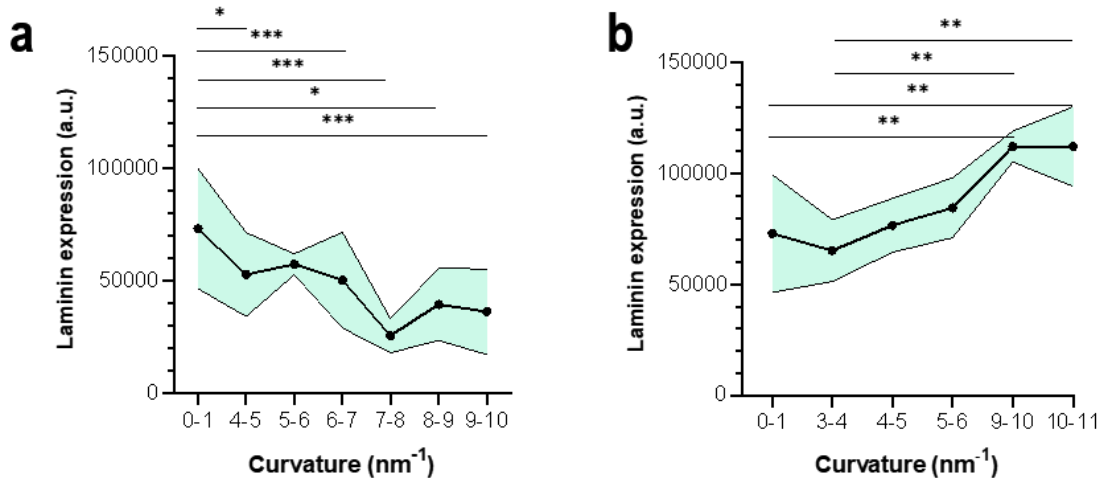 a
*
***
***
*
***
150000
100000
50000
0
Laminin expression (a.u.)
0-1 4-5 5-6 6-7 7-8 8-9 9-10
Curvature (nm⁻¹)
b
**
**
**
**
150000
100000
50000
0
Laminin expression (a.u.)
0-1 3-4 4-5 5-6 9-10 10-11
Curvature (nm⁻¹)